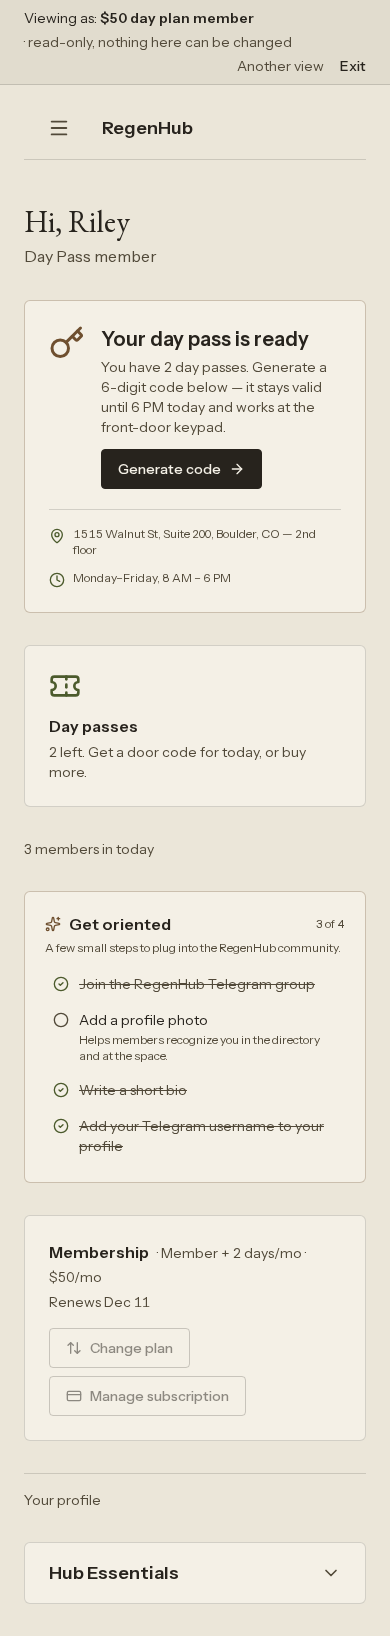 Viewing as: $50 day plan member
· read-only, nothing here can be changed
Another view Exit
RegenHub
Hi, Riley
Day Pass member
Your day pass is ready
You have 2 day passes. Generate a
6-digit code below — it stays valid
until 6 PM today and works at the
front-door keypad.
Generate code
1515 Walnut St, Suite 200, Boulder, CO — 2nd
floor
Monday–Friday, 8 AM – 6 PM
Day passes
2 left. Get a door code for today, or buy
more.
3 members in today
Get oriented 3 of 4
A few small steps to plug into the RegenHub community.
Join the RegenHub Telegram group
Add a profile photo
Helps members recognize you in the directory
and at the space.
Write a short bio
Add your Telegram username to your
profile
Membership · Member + 2 days/mo ·
$50/mo
Renews Dec 11
Change plan
Manage subscription
Your profile
Hub Essentials